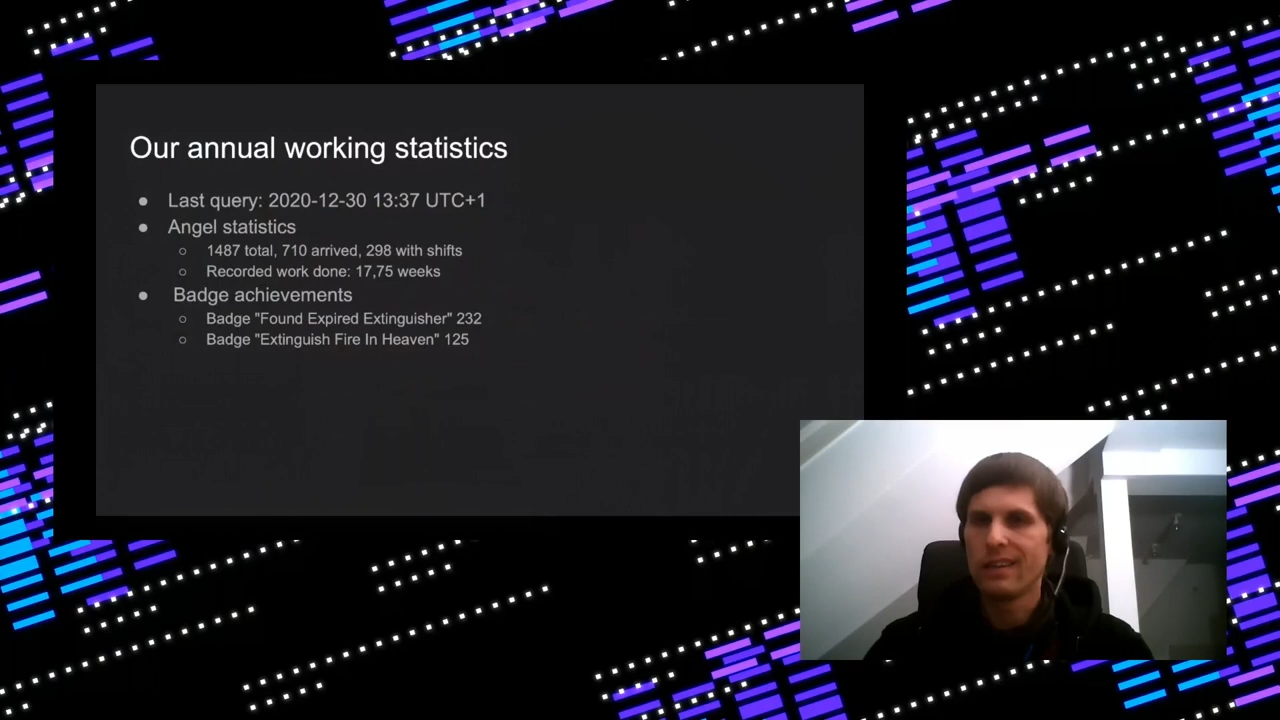 Our annual working statistics
● Last query: 2020-12-30 13:37 UTC+1
● Angel statistics
○ 1487 total, 710 arrived, 298 with shifts
○ Recorded work done: 17,75 weeks
● Badge achievements
○ Badge "Found Expired Extinguisher" 232
○ Badge "Extinguish Fire In Heaven" 125